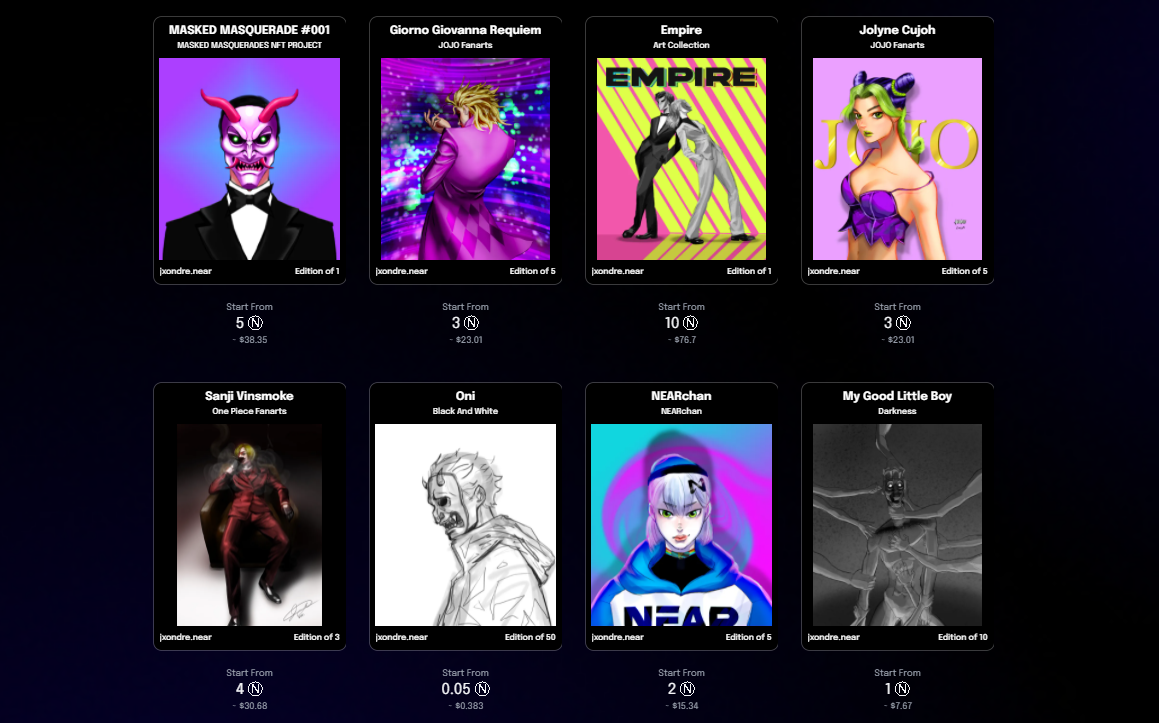 MASKED MASQUERADE #001
MASKED MASQUERADES NFT PROJECT
jxondre.near
Edition of 1
Start From
5
~ $38.35
Giorno Giovanna Requiem
JOJO Fanarts
jxondre.near
Edition of 5
Start From
3
~ $23.01
Empire
Art Collection
EMPIRE
jxondre.near
Edition of 1
Start From
10
~ $76.7
Jolyne Cujoh
JOJO Fanarts
JOJO
jxondre.near
Edition of 5
Start From
3
~ $23.01
Sanji Vinsmoke
One Piece Fanarts
jxondre.near
Edition of 3
Start From
4
~ $30.68
Oni
Black And White
jxondre.near
Edition of 50
Start From
0.05
~ $0.383
NEARchan
NEARchan
N
NEAR
jxondre.near
Edition of 5
Start From
2
~ $15.34
My Good Little Boy
Darkness
jxondre.near
Edition of 10
Start From
1
~ $7.67